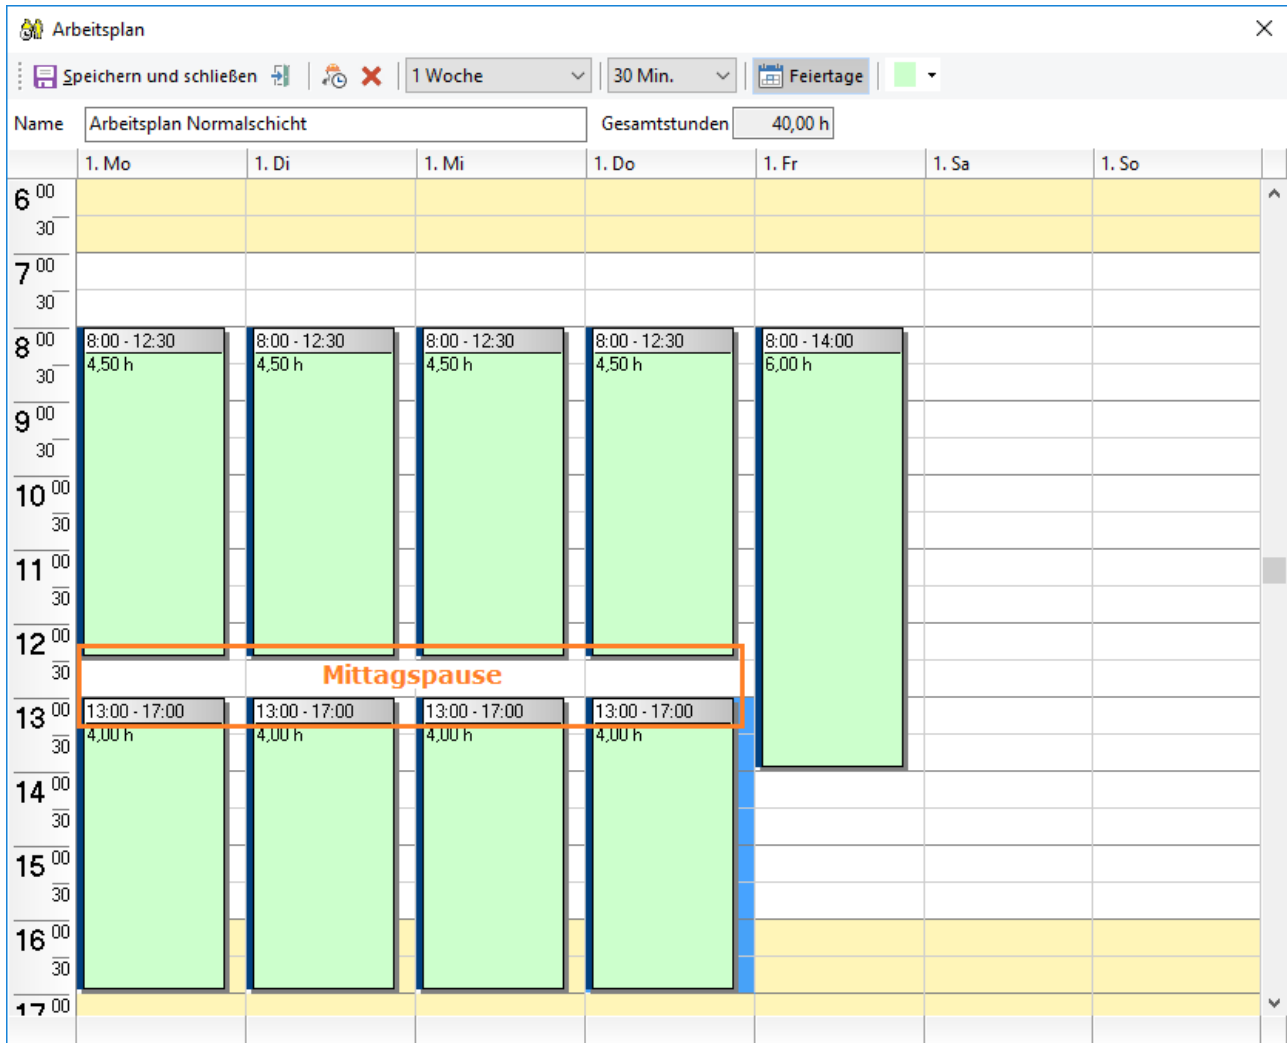 Arbeitsplan
Speichern und schließen 1 Woche 30 Min. Feiertage
Name Arbeitsplan Normalschicht Gesamtstunden 40,00 h
1. Mo 1. Di 1. Mi 1. Do 1. Fr 1. Sa 1. So
6 00
30
7 00
30
8 00 8:00 - 12:30 8:00 - 12:30 8:00 - 12:30 8:00 - 12:30 8:00 - 14:00
4,50 h 4,50 h 4,50 h 4,50 h 6,00 h
30
9 00
30
10 00
30
11 00
30
12 00
30 Mittagspause
13 00 13:00 - 17:00 13:00 - 17:00 13:00 - 17:00 13:00 - 17:00
30 4,00 h 4,00 h 4,00 h 4,00 h
14 00
30
15 00
30
16 00
30
17 00